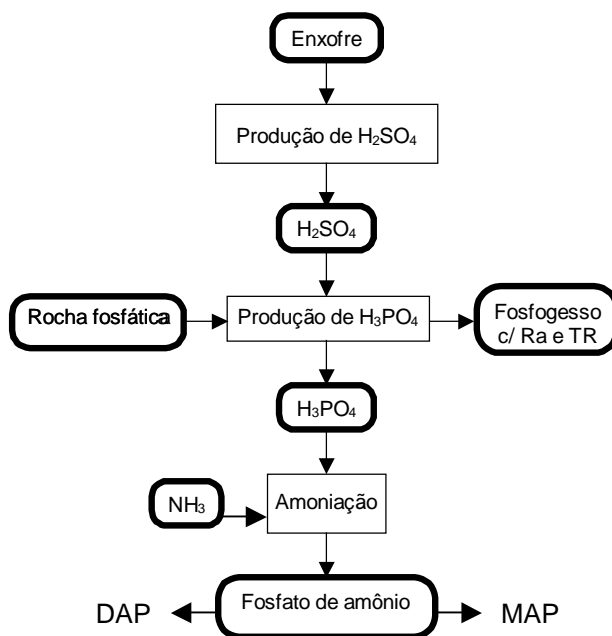 Enxofre
Produção de H₂SO₄
H₂SO₄
Rocha fosfática
Produção de H₃PO₄
Fosfogesso
c/ Ra e TR
H₃PO₄
NH₃
Amoniação
DAP
Fosfato de amônio
MAP